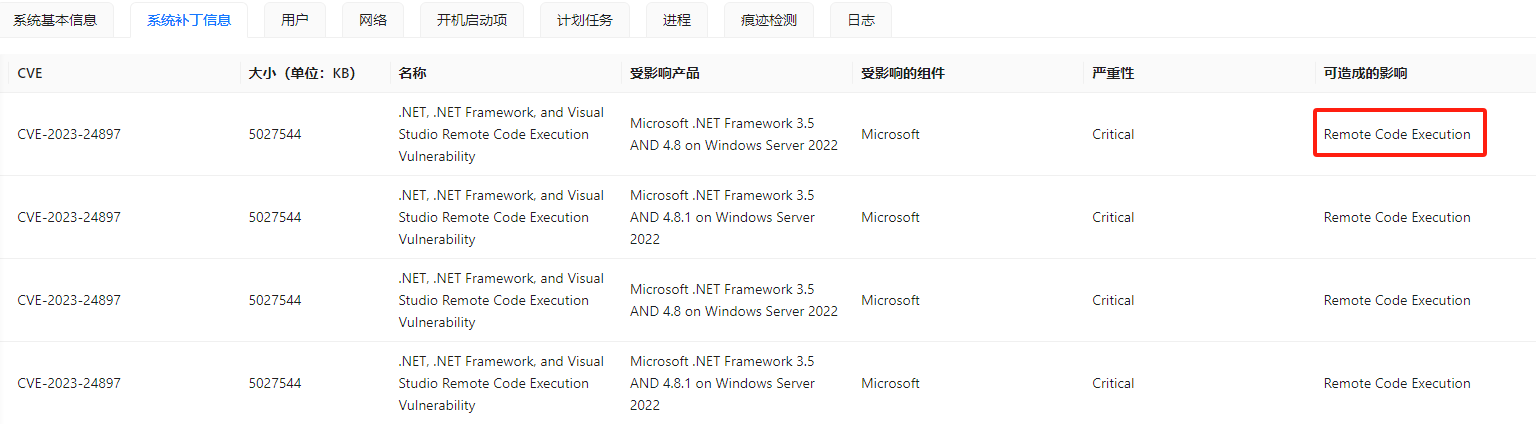 系统基本信息 系统补丁信息 用户 网络 开机启动项 计划任务 进程 痕迹检测 日志
CVE 大小（单位：KB） 名称 受影响产品 受影响的组件 严重性 可造成的影响
.NET, .NET Framework, and Visual
Microsoft .NET Framework 3.5
CVE-2023-24897 5027544 Studio Remote Code Execution Microsoft Critical Remote Code Execution
AND 4.8 on Windows Server 2022
Vulnerability
.NET, .NET Framework, and Visual Microsoft .NET Framework 3.5
CVE-2023-24897 5027544 Studio Remote Code Execution AND 4.8.1 on Windows Server Microsoft Critical Remote Code Execution
Vulnerability 2022
.NET, .NET Framework, and Visual
Microsoft .NET Framework 3.5
CVE-2023-24897 5027544 Studio Remote Code Execution Microsoft Critical Remote Code Execution
AND 4.8 on Windows Server 2022
Vulnerability
.NET, .NET Framework, and Visual Microsoft .NET Framework 3.5
CVE-2023-24897 5027544 Studio Remote Code Execution AND 4.8.1 on Windows Server Microsoft Critical Remote Code Execution
Vulnerability 2022